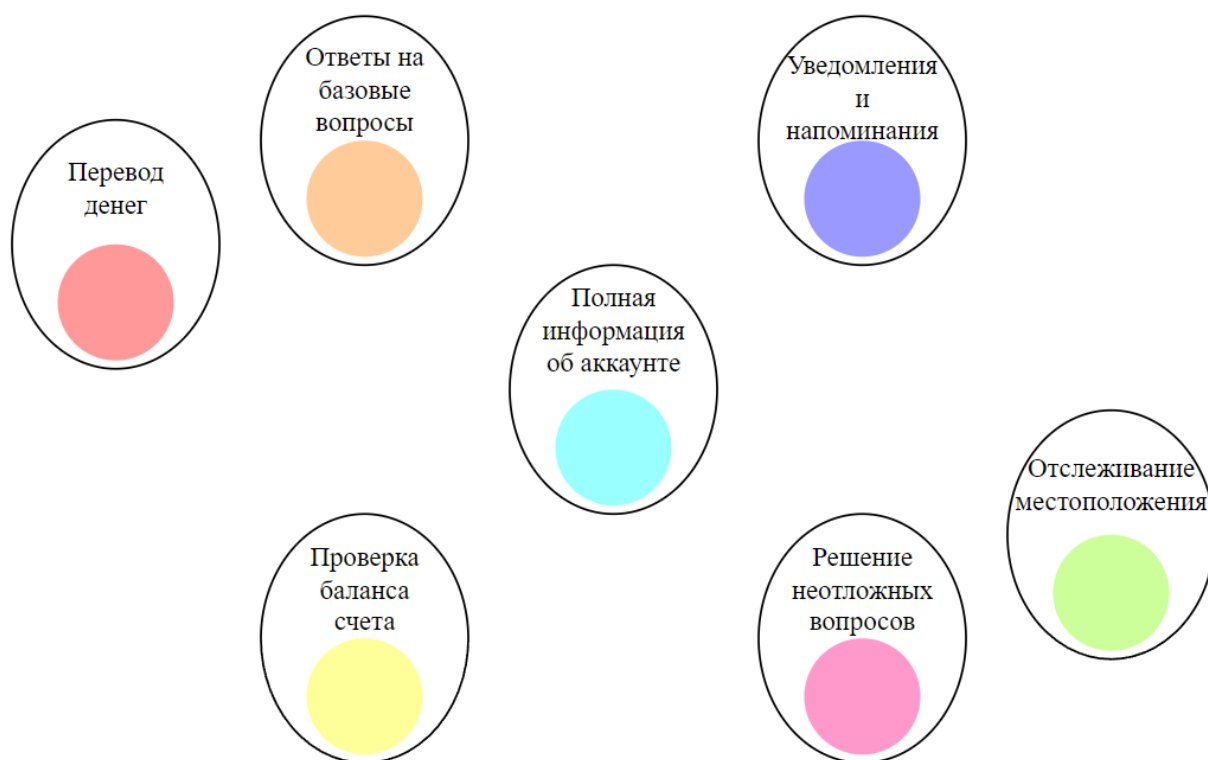 Ответы на
базовые
вопросы
Уведомления
и
напоминания
Перевод
денег
Полная
информация
об аккаунте
Отслеживание
местоположения
Проверка
баланса
счета
Решение
неотложных
вопросов